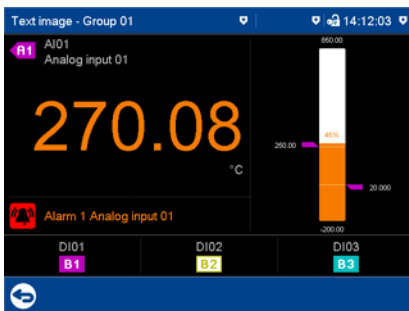 Text image - Group 01
14:12:03
A1
AI01
Analog input 01
270.08
°C
850.00
45%
250.00
20.000
-200.00
Alarm 1 Analog input 01
DI01
DI02
DI03
B1
B2
B3